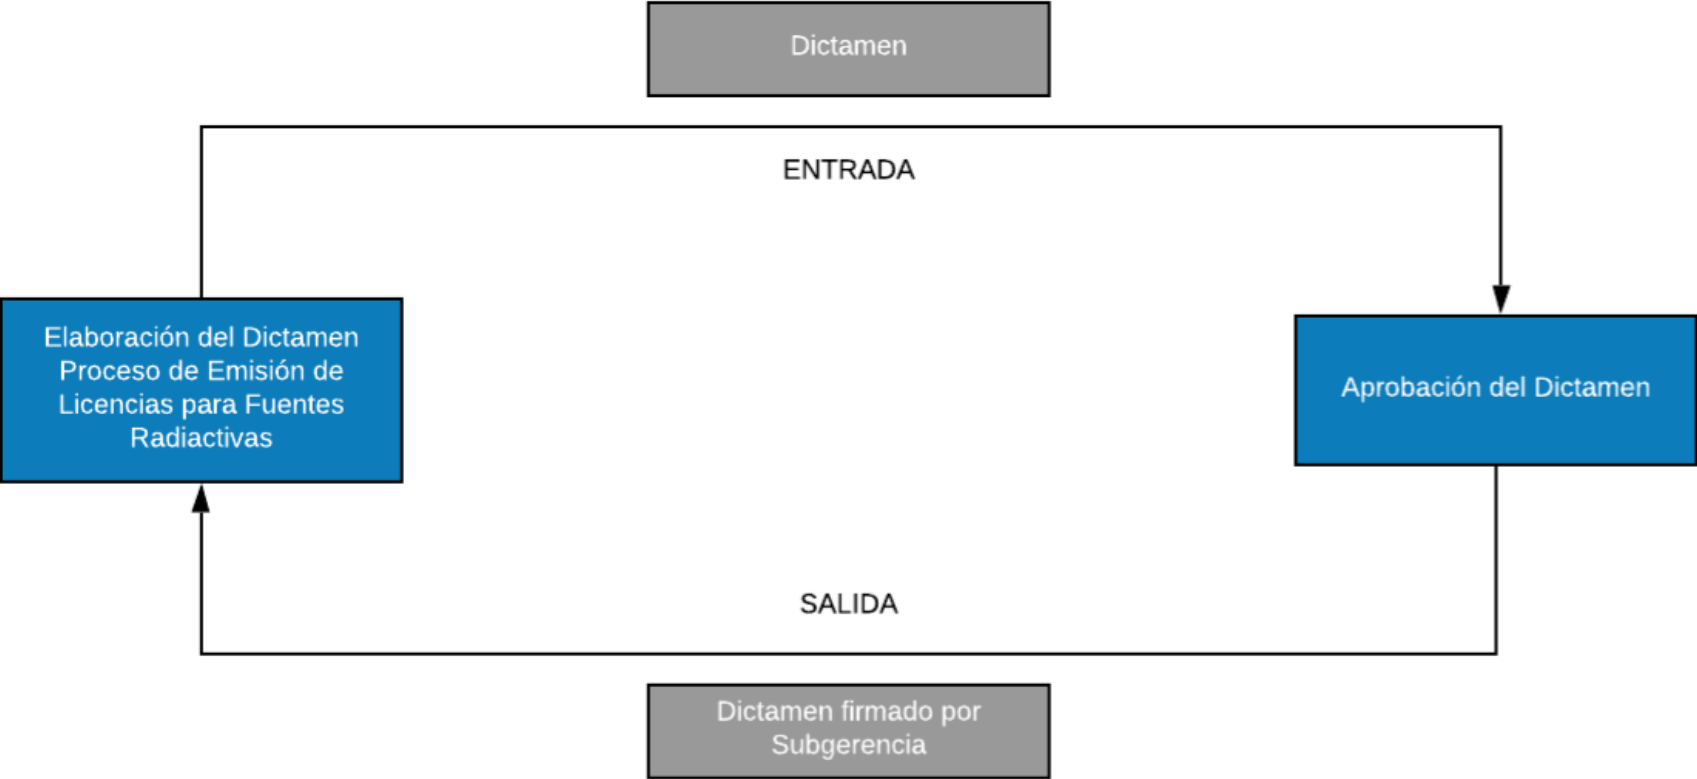 Dictamen
ENTRADA
Elaboración del Dictamen
Proceso de Emisión de
Licencias para Fuentes
Radiactivas
Aprobación del Dictamen
SALIDA
Dictamen firmado por
Subgerencia